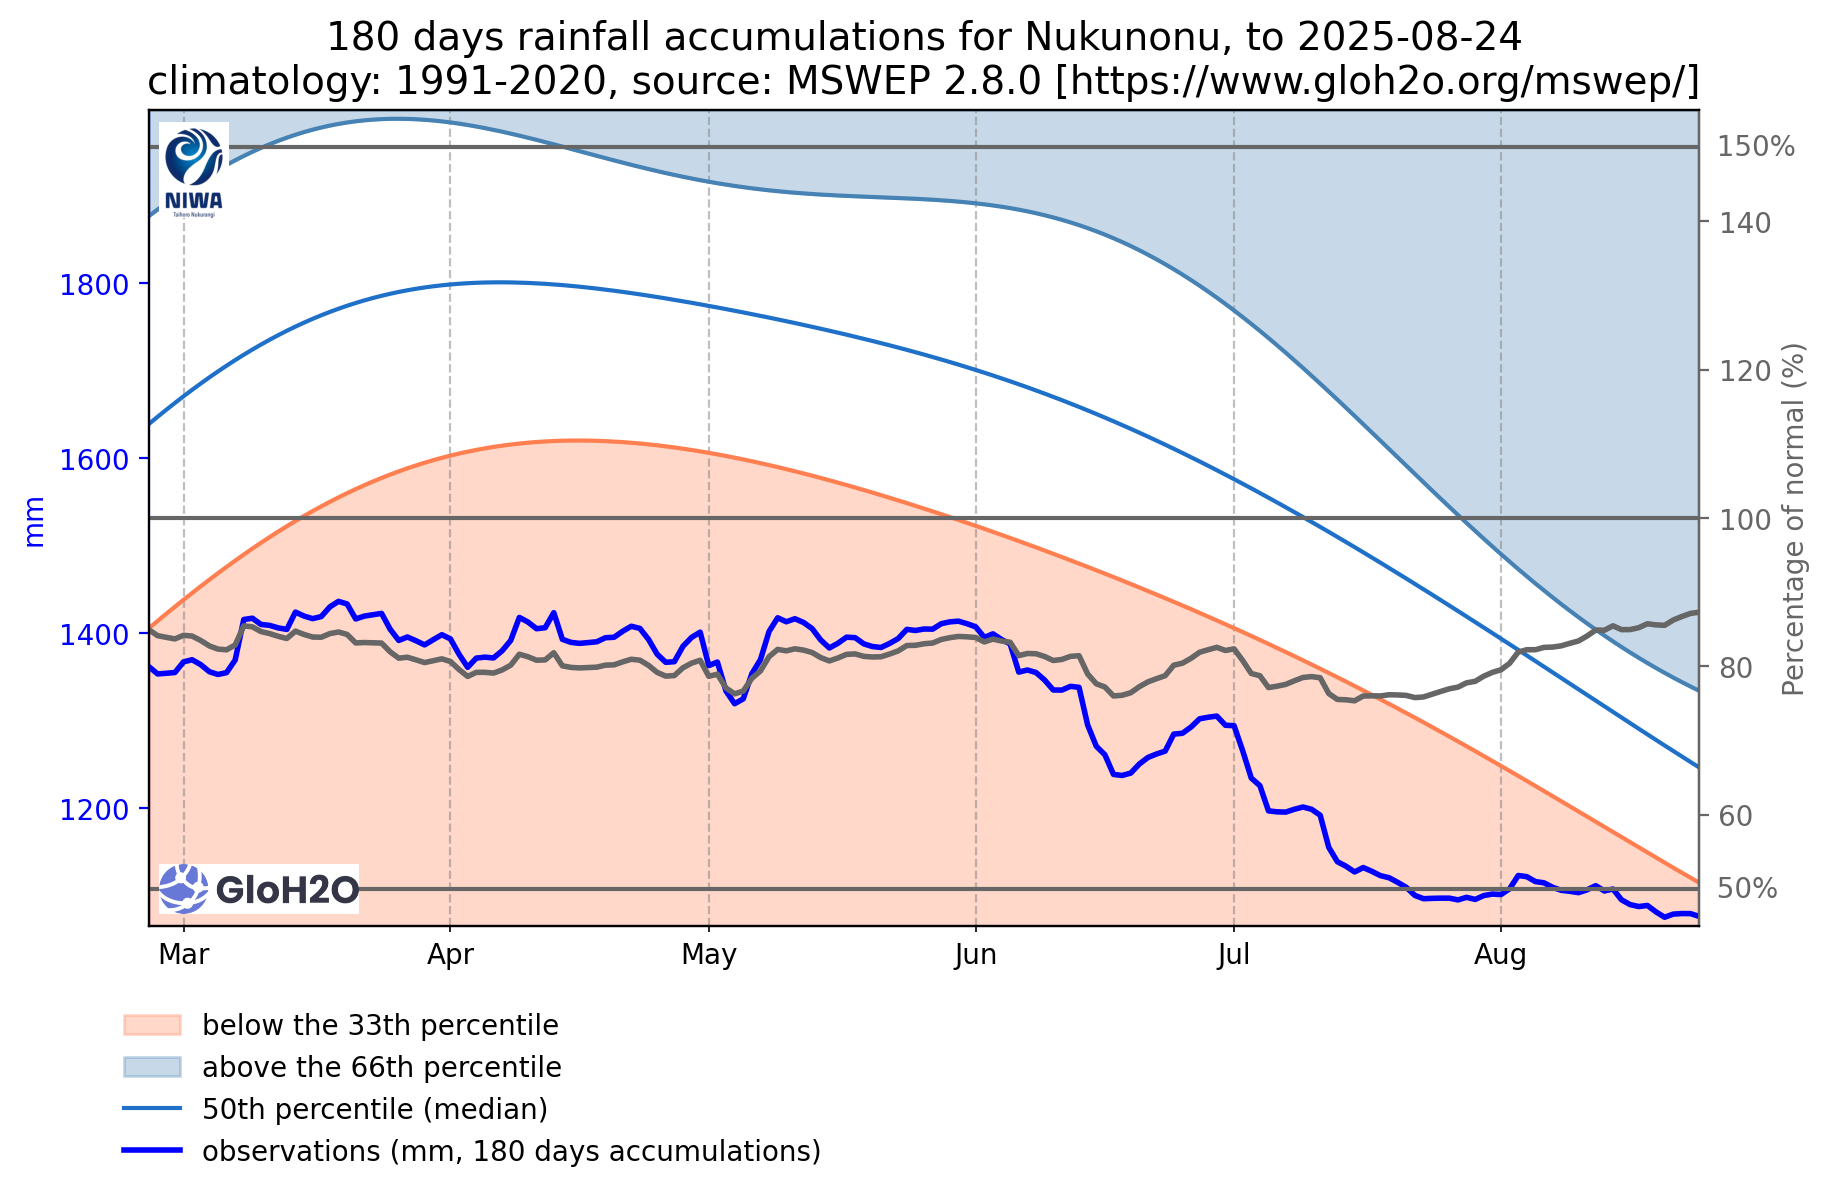 180 days rainfall accumulations for Nukunonu, to 2025-08-24
climatology: 1991-2020, source: MSWEP 2.8.0 [https://www.gloh2o.org/mswep/]
NIWA
Taihoro Nukurangi
150%
140
120
100
80
60
50%
Percentage of normal (%)
1800
1600
1400
1200
mm
GloH2O
Mar
Apr
May
Jun
Jul
Aug
below the 33th percentile
above the 66th percentile
50th percentile (median)
observations (mm, 180 days accumulations)